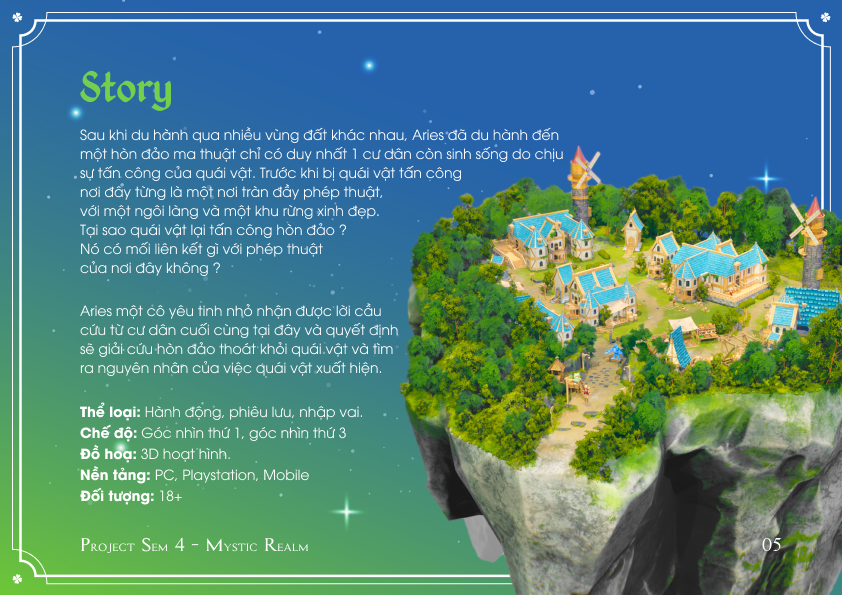 Story
Sau khi du hành qua nhiều vùng đất khác nhau, Aries đã du hành đến
một hòn đảo ma thuật chỉ có duy nhất 1 cư dân còn sinh sống do chịu
sự tấn công của quái vật. Trước khi bị quái vật tấn công
nơi đấy từng là một nơi tràn đầy phép thuật,
với một ngôi làng và một khu rừng xinh đẹp.
Tại sao quái vật lại tấn công hòn đảo ?
Nó có mối liên kết gì với phép thuật
của nơi đây không ?
Aries một cô yêu tinh nhỏ nhận được lời cầu
cứu từ cư dân cuối cùng tại đây và quyết định
sẽ giải cứu hòn đảo thoát khỏi quái vật và tìm
ra nguyên nhân của việc quái vật xuất hiện.
Thể loại: Hành động, phiêu lưu, nhập vai.
Chế độ: Góc nhìn thứ 1, góc nhìn thứ 3
Đồ hoạ: 3D hoạt hình.
Nền tảng: PC, Playstation, Mobile
Đối tượng: 18+
Project Sem 4 - Mystic Realm
05